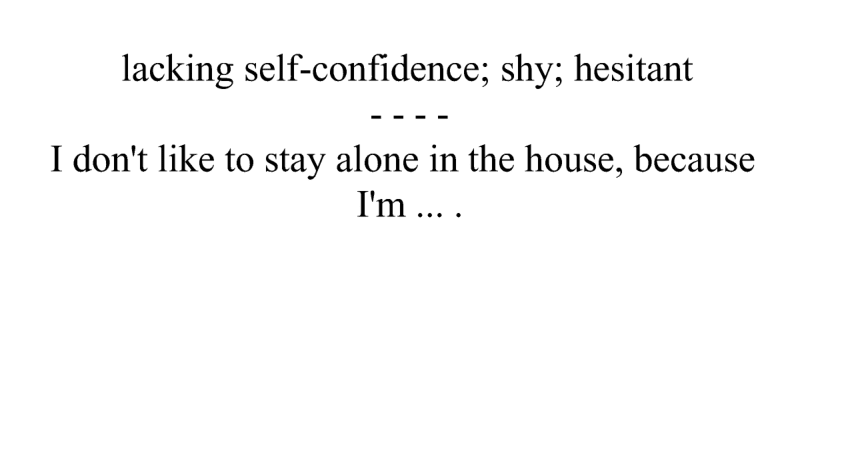 lacking self-confidence; shy; hesitant
- - - -
I don't like to stay alone in the house, because
I'm ... .